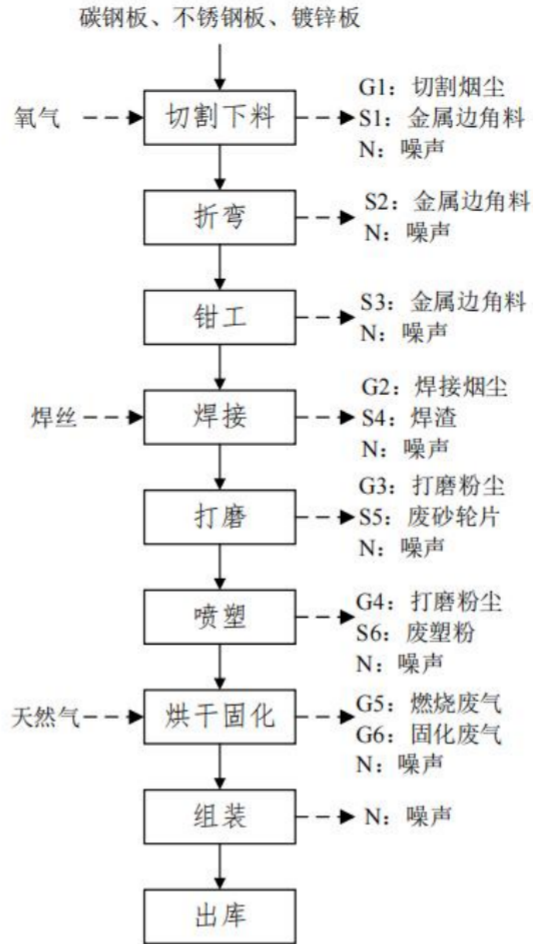 碳钢板、不锈钢板、镀锌板
氧气
切割下料
G1：切割烟尘
S1：金属边角料
N：噪声
折弯
S2：金属边角料
N：噪声
钳工
S3：金属边角料
N：噪声
焊丝
焊接
G2：焊接烟尘
S4：焊渣
N：噪声
打磨
G3：打磨粉尘
S5：废砂轮片
N：噪声
喷塑
G4：打磨粉尘
S6：废塑粉
N：噪声
天然气
烘干固化
G5：燃烧废气
G6：固化废气
N：噪声
组装
N：噪声
出库